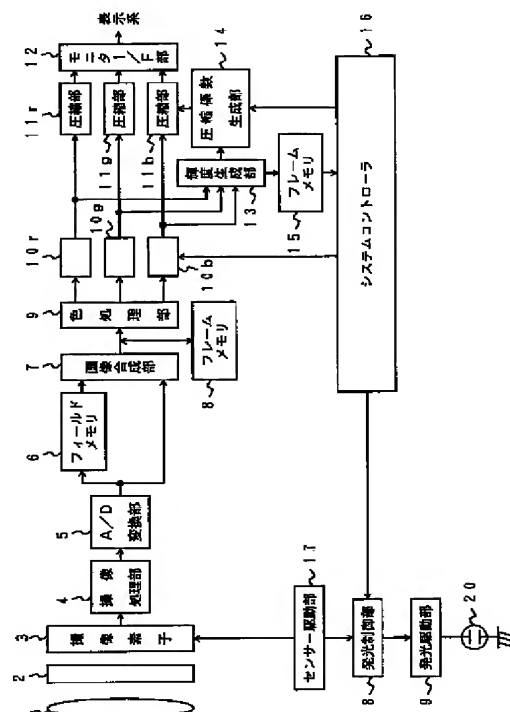 表示系
12
モニターI/F部
11r
圧縮部
11g
圧縮部
11b
圧縮部
14
圧縮係数
生成部
16
システムコントローラ
輝度生成部
13
フレーム
メモリ
15
10r
10g
10b
9
色処理部
7
画像合成部
フレーム
メモリ
8
6
フィールド
メモリ
5
A/D
変換部
4
撮像
処理部
3
撮像素子
2
センサー駆動部
17
発光制御部
8
発光駆動部
9
20